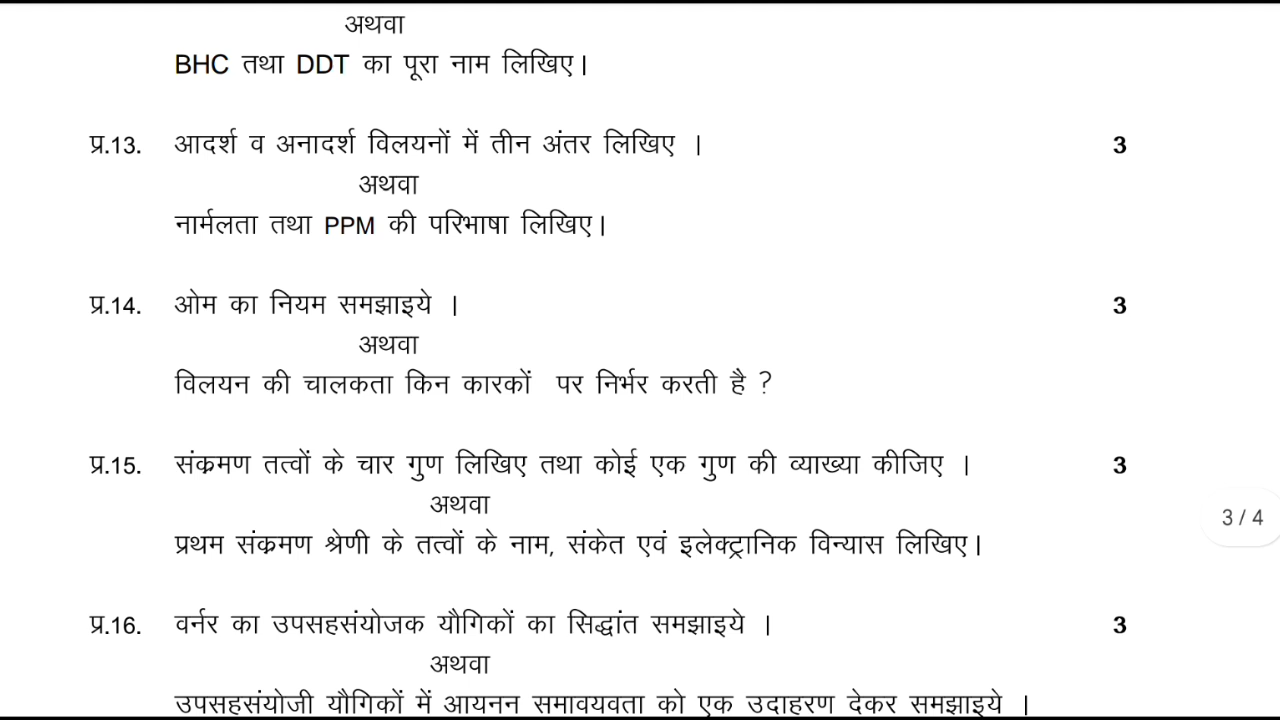 अथवा
BHC तथा DDT का पूरा नाम लिखिए।
प्र.13. आदर्श व अनादर्श विलयनों में तीन अंतर लिखिए । 3
अथवा
नार्मलता तथा PPM की परिभाषा लिखिए।
प्र.14. ओम का नियम समझाइये । 3
अथवा
विलयन की चालकता किन कारकों पर निर्भर करती है ?
प्र.15. संक्रमण तत्वों के चार गुण लिखिए तथा कोई एक गुण की व्याख्या कीजिए । 3
अथवा
3 / 4
प्रथम संक्रमण श्रेणी के तत्वों के नाम, संकेत एवं इलेक्ट्रानिक विन्यास लिखिए।
प्र.16. वर्नर का उपसहसंयोजक यौगिकों का सिद्धांत समझाइये । 3
अथवा
उपसहसंयोजी यौगिकों में आयनन समावयवता को एक उदाहरण देकर समझाइये ।